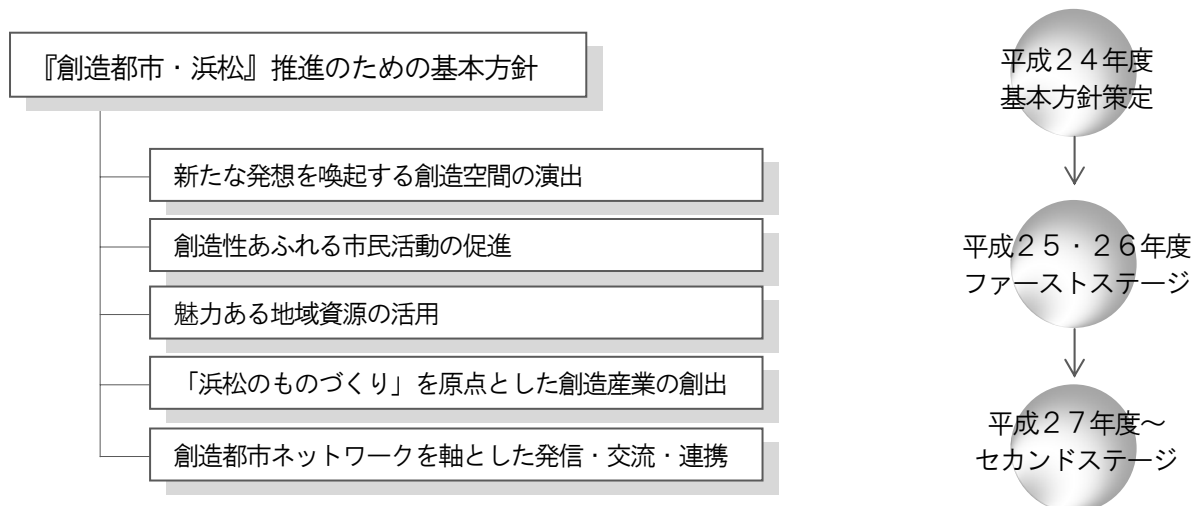 『創造都市・浜松』推進のための基本方針
新たな発想を喚起する創造空間の演出
創造性あふれる市民活動の促進
魅力ある地域資源の活用
「浜松のものづくり」を原点とした創造産業の創出
創造都市ネットワークを軸とした発信・交流・連携
平成２４年度
基本方針策定
平成２５・２６年度
ファーストステージ
平成２７年度～
セカンドステージ